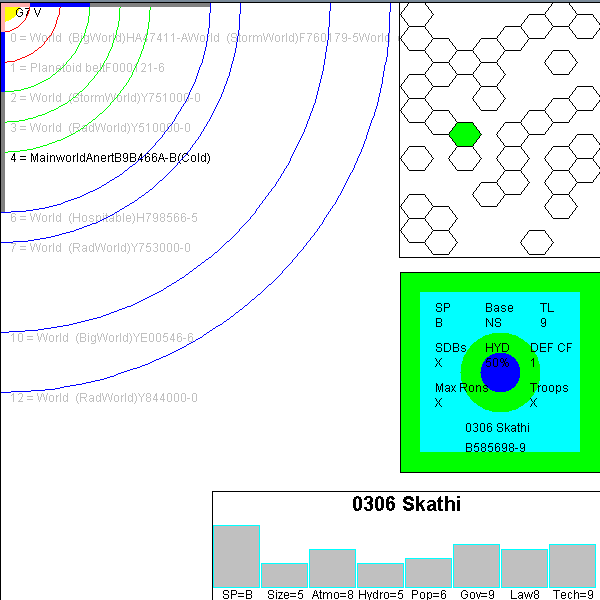 G7 V
0 = World (BigWorld)HA47411-AWorld (StormWorld)F760179-5World
1 = Planetoid beltF000121-6
2 = World (StormWorld)Y751000-0
3 = World (RadWorld)Y510000-0
4 = MainworldAnertB9B466A-B(Cold)
6 = World (Hospitable)H798566-5
7 = World (RadWorld)Y753000-0
10 = World (BigWorld)YE00546-6
12 = World (RadWorld)Y844000-0
SP Base TL
B NS 9
SDBs HYD DEF CF
X 50% 1
Max Rons Troops
X X
0306 Skathi
B585698-9
0306 Skathi
SP=B Size=5 Atmo=8 Hydro=5 Pop=6 Gov=9 Law8 Tech=9